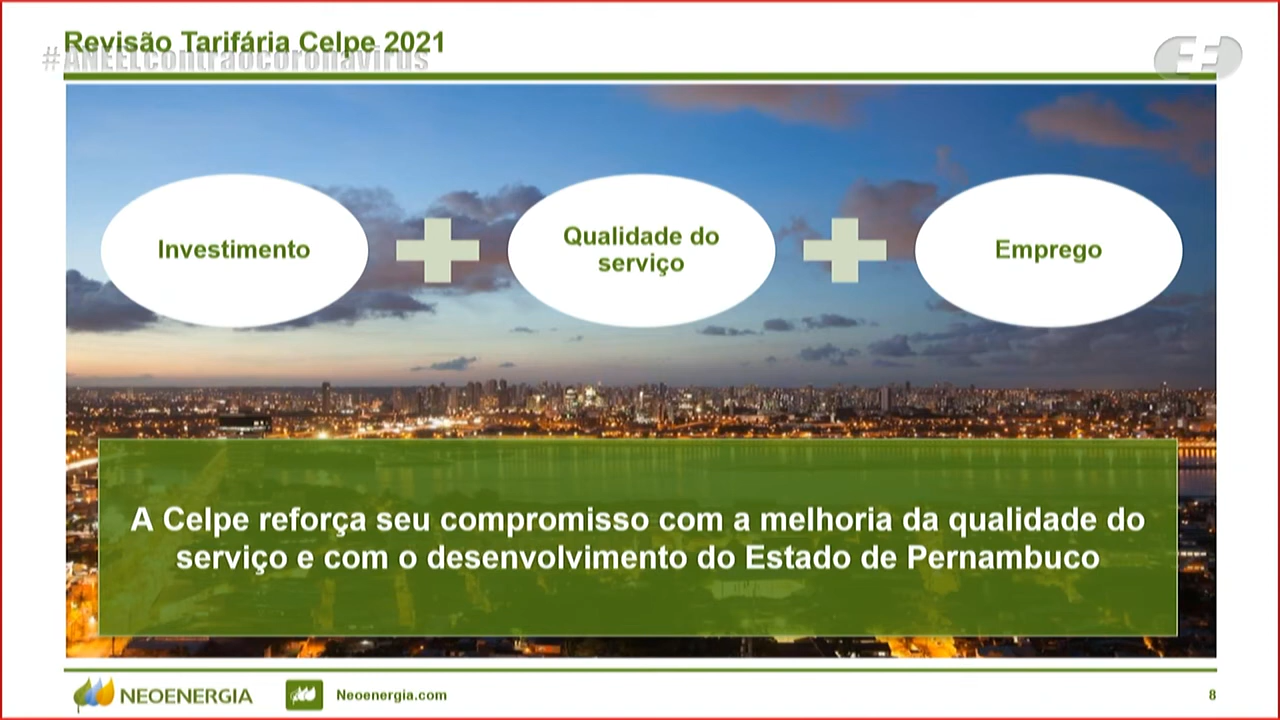 Revisão Tarifária Celpe 2021
#ANEELcontraocoronavírus
Investimento
Qualidade do
serviço
Emprego
A Celpe reforça seu compromisso com a melhoria da qualidade do
serviço e com o desenvolvimento do Estado de Pernambuco
NEOENERGIA
Neoenergia.com
8